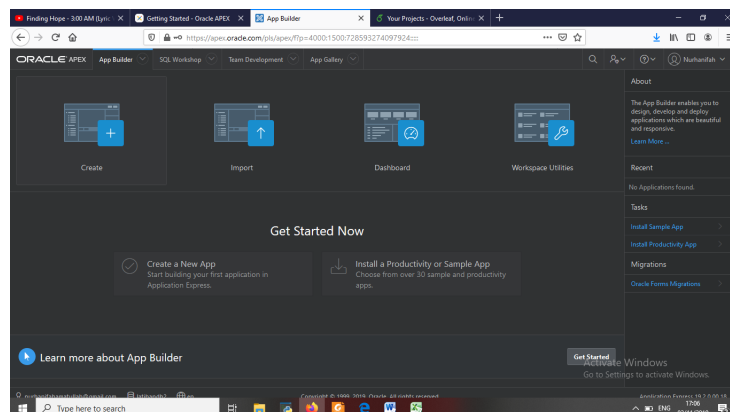 Finding Hope - 3:00 AM (Lyric
Getting Started - Oracle APEX
App Builder
Your Projects - Overleaf, Online
https://apex.oracle.com/pls/apex/f?p=4000:1500:728593274097924:::::
ORACLE APEX
App Builder
SQL Workshop
Team Development
App Gallery
Nurhanifah
Create
Import
Dashboard
Workspace Utilities
Get Started Now
Create a New App
Start building your first application in
Application Express.
Install a Productivity or Sample App
Choose from over 30 sample and productivity
apps.
Learn more about App Builder
Get Started
About
The App Builder enables you to
design, develop and deploy
applications which are beautiful
and responsive.
Learn More ...
Recent
No Applications found.
Tasks
Install Sample App
Install Productivity App
Migrations
Oracle Forms Migrations
Activate Windows
Go to Settings to activate Windows.
Copyright © 1999, 2019, Oracle. All rights reserved.
Application Express 19.2.0.00.18
Type here to search
ENG
17:06